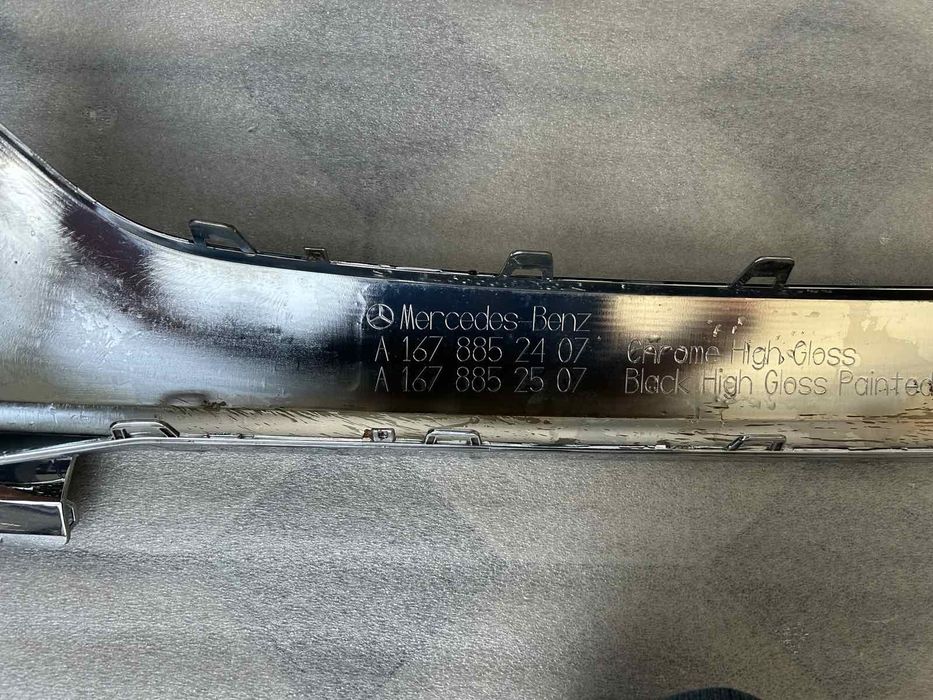 Mercedes-Benz
A 167 885 24 07 Chrome High Gloss
A 167 885 25 07 Black High Gloss Painted